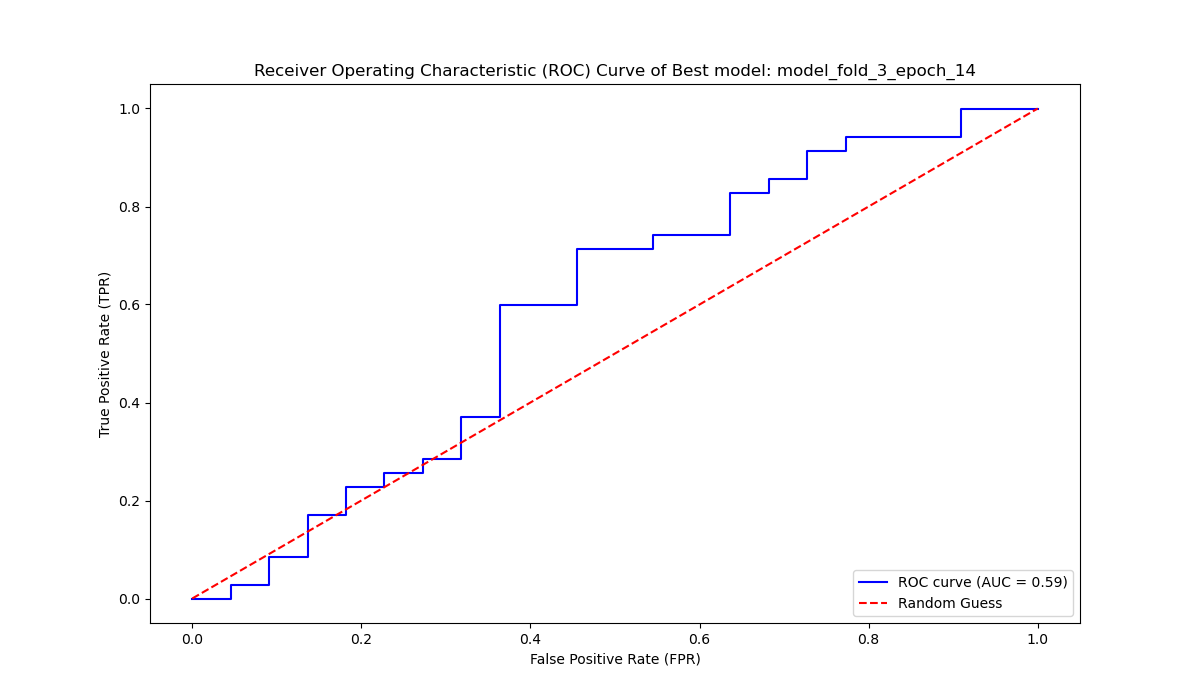 Receiver Operating Characteristic (ROC) Curve of Best model: model_fold_3_epoch_14
1.0
0.8
0.6
0.4
0.2
0.0
True Positive Rate (TPR)
ROC curve (AUC = 0.59)
Random Guess
0.0 0.2 0.4 0.6 0.8 1.0
False Positive Rate (FPR)